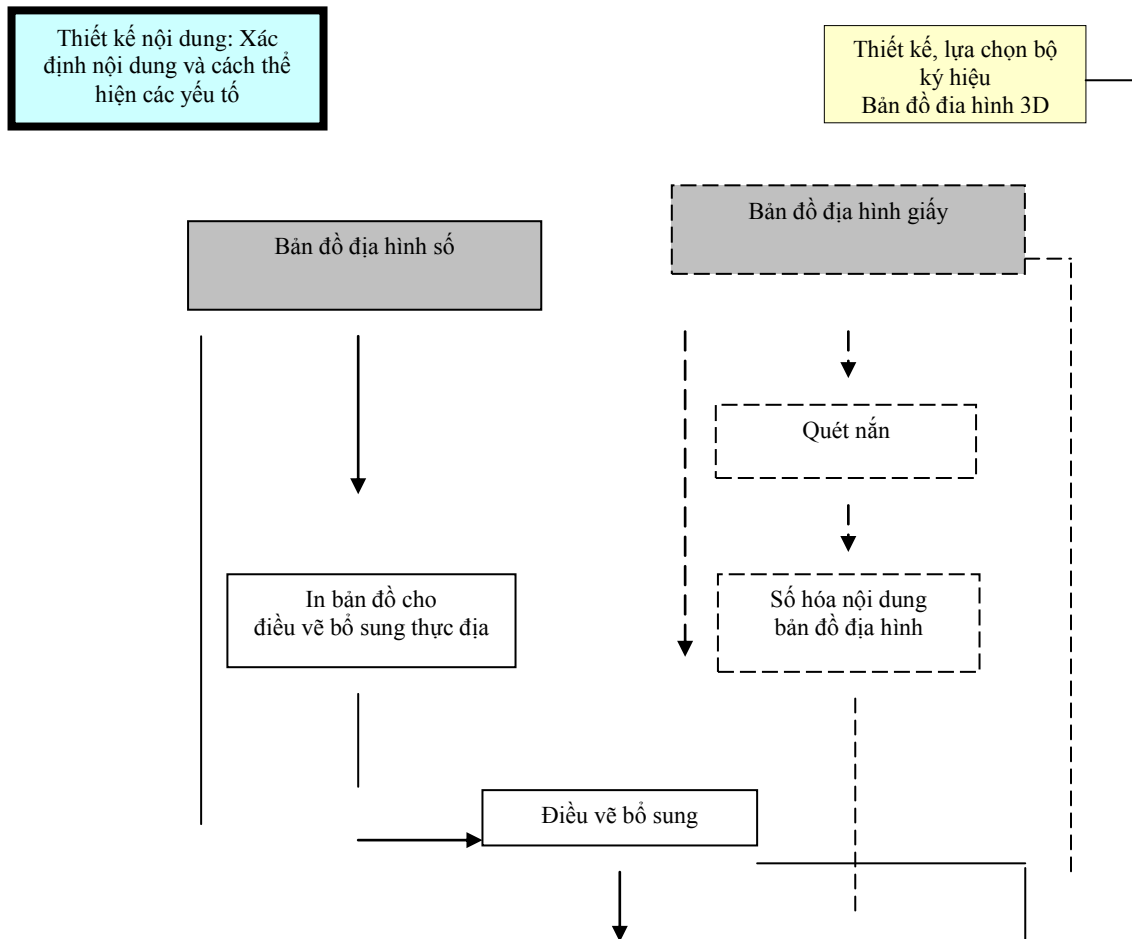 Thiết kế nội dung: Xác
định nội dung và cách thể
hiện các yếu tố
Thiết kế, lựa chọn bộ
ký hiệu
Bản đồ đia hình 3D
Bản đồ địa hình số
Bản đồ địa hình giấy
Quét nắn
In bản đồ cho
điều vẽ bổ sung thực địa
Số hóa nội dung
bản đồ địa hình
Điều vẽ bổ sung